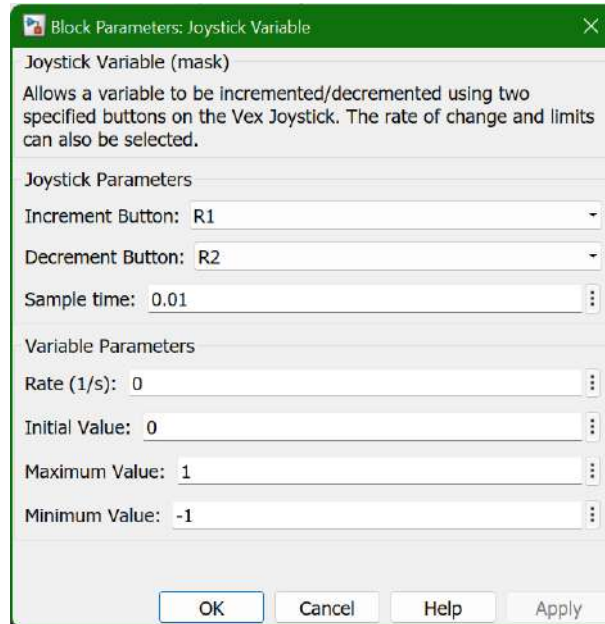 Block Parameters: Joystick Variable
Joystick Variable (mask)
Allows a variable to be incremented/decremented using two
specified buttons on the Vex Joystick. The rate of change and limits
can also be selected.
Joystick Parameters
Increment Button: R1
Decrement Button: R2
Sample time: 0.01
Variable Parameters
Rate (1/s): 0
Initial Value: 0
Maximum Value: 1
Minimum Value: -1
OK Cancel Help Apply